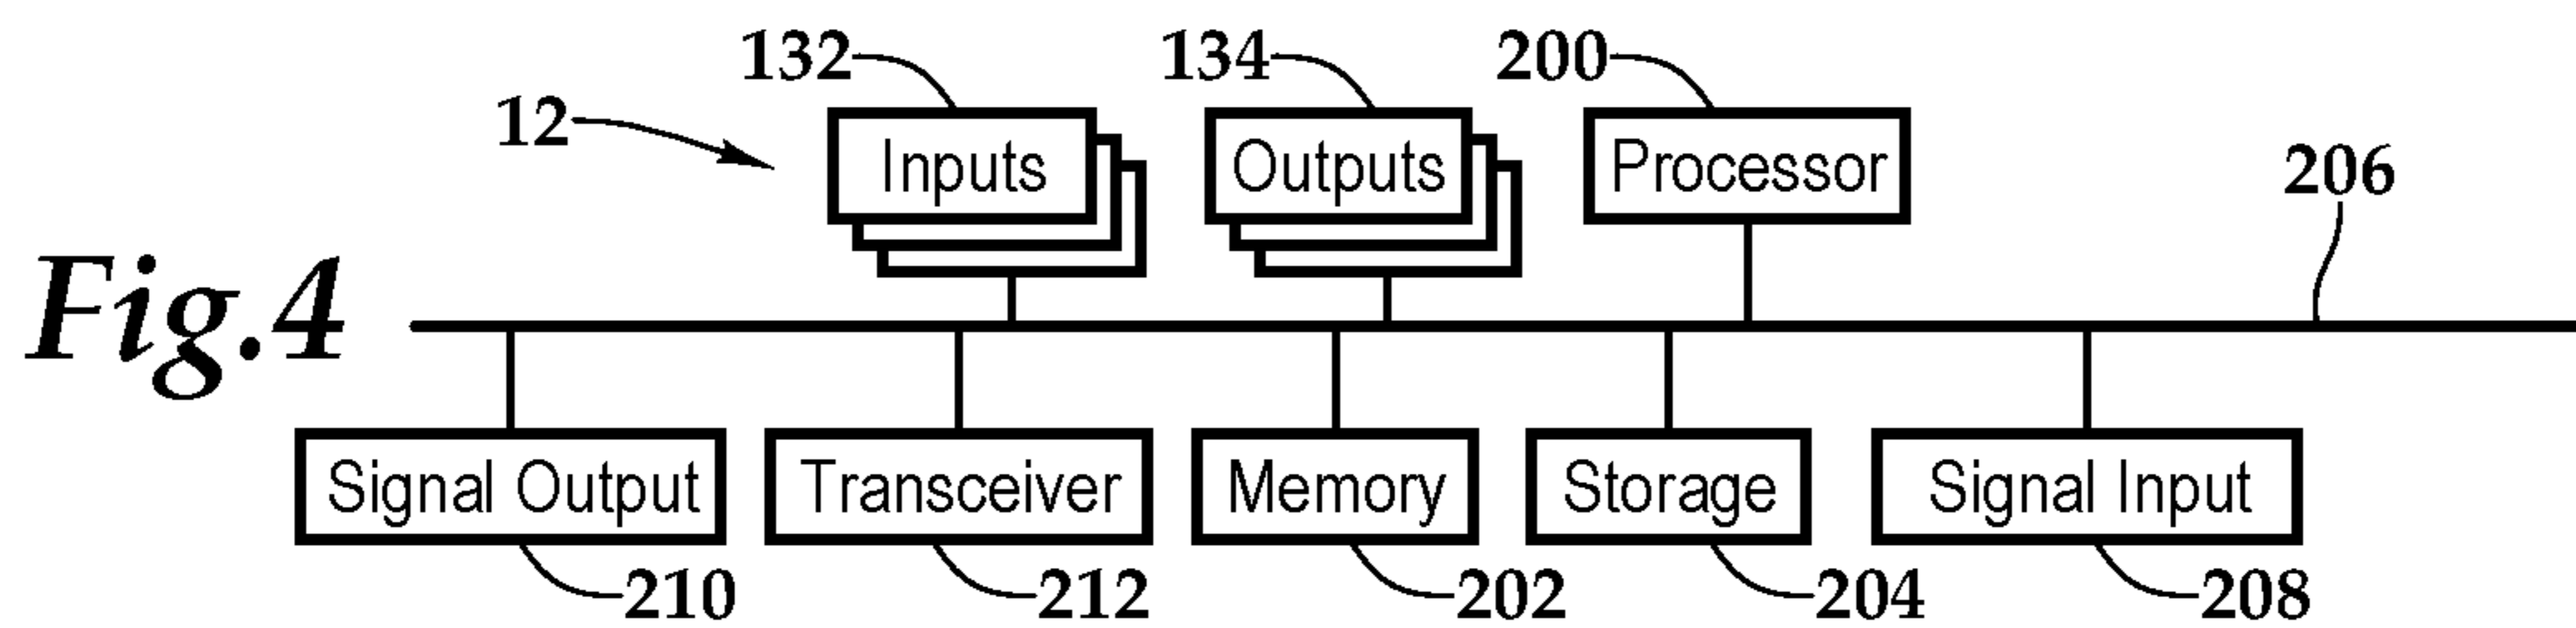 132 134 200
12
Inputs Outputs Processor
206
Fig.4
Signal Output Transceiver Memory Storage Signal Input
210 212 202 204 208